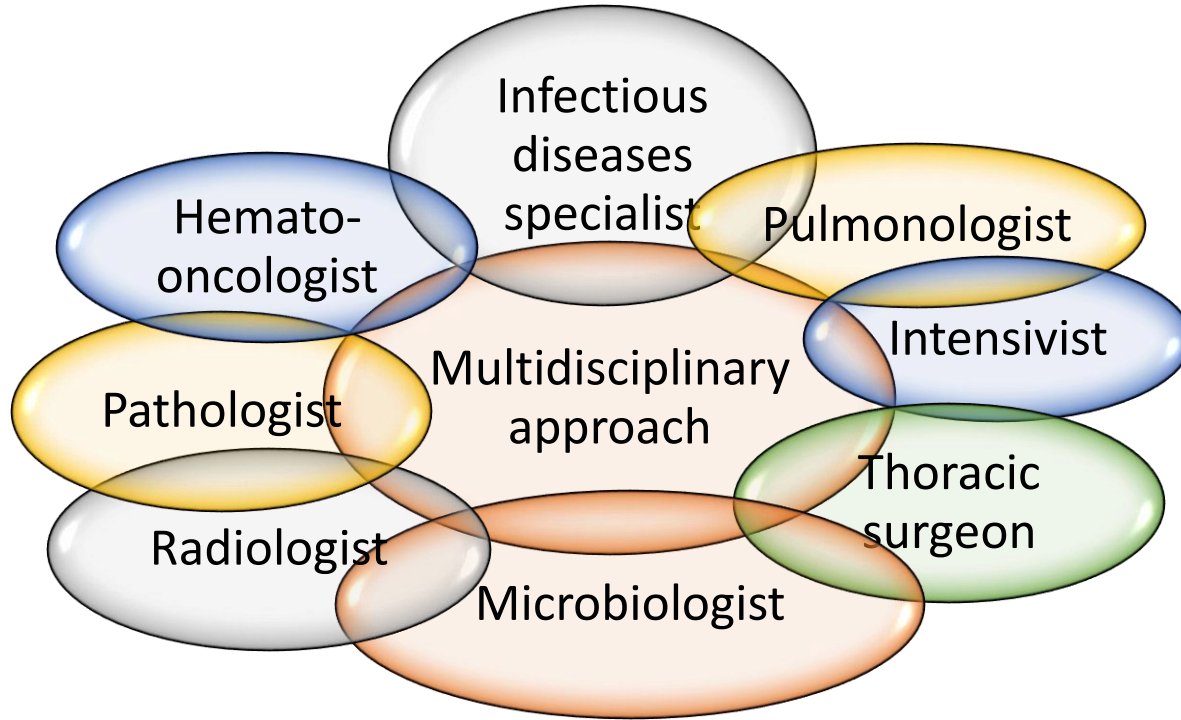 Infectious
diseases
specialist
Hemato-
oncologist
Pulmonologist
Intensivist
Multidisciplinary
approach
Pathologist
Thoracic
surgeon
Radiologist
Microbiologist